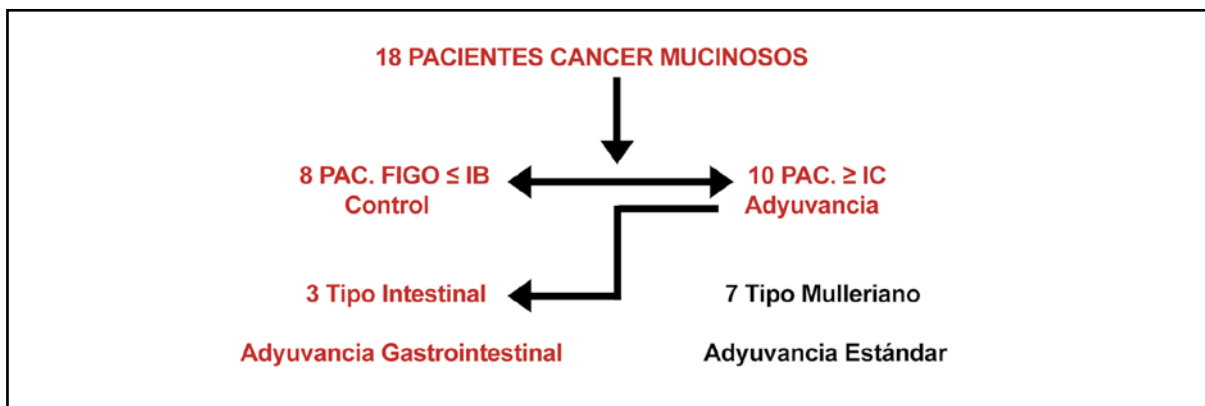 18 PACIENTES CANCER MUCINOSOS
8 PAC. FIGO ≤ IB
Control
10 PAC. ≥ IC
Adyuvancia
3 Tipo Intestinal
7 Tipo Mulleriano
Adyuvancia Gastrointestinal
Adyuvancia Estándar